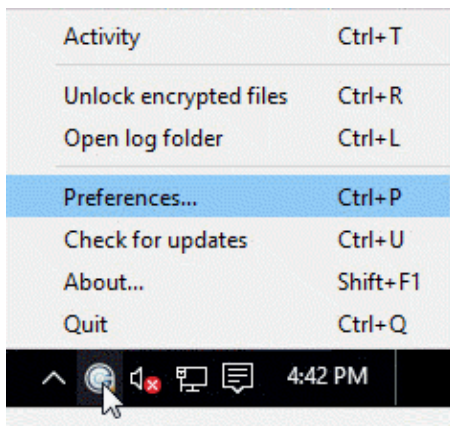 Activity Ctrl+T
Unlock encrypted files Ctrl+R
Open log folder Ctrl+L
Preferences... Ctrl+P
Check for updates Ctrl+U
About... Shift+F1
Quit Ctrl+Q
4:42 PM